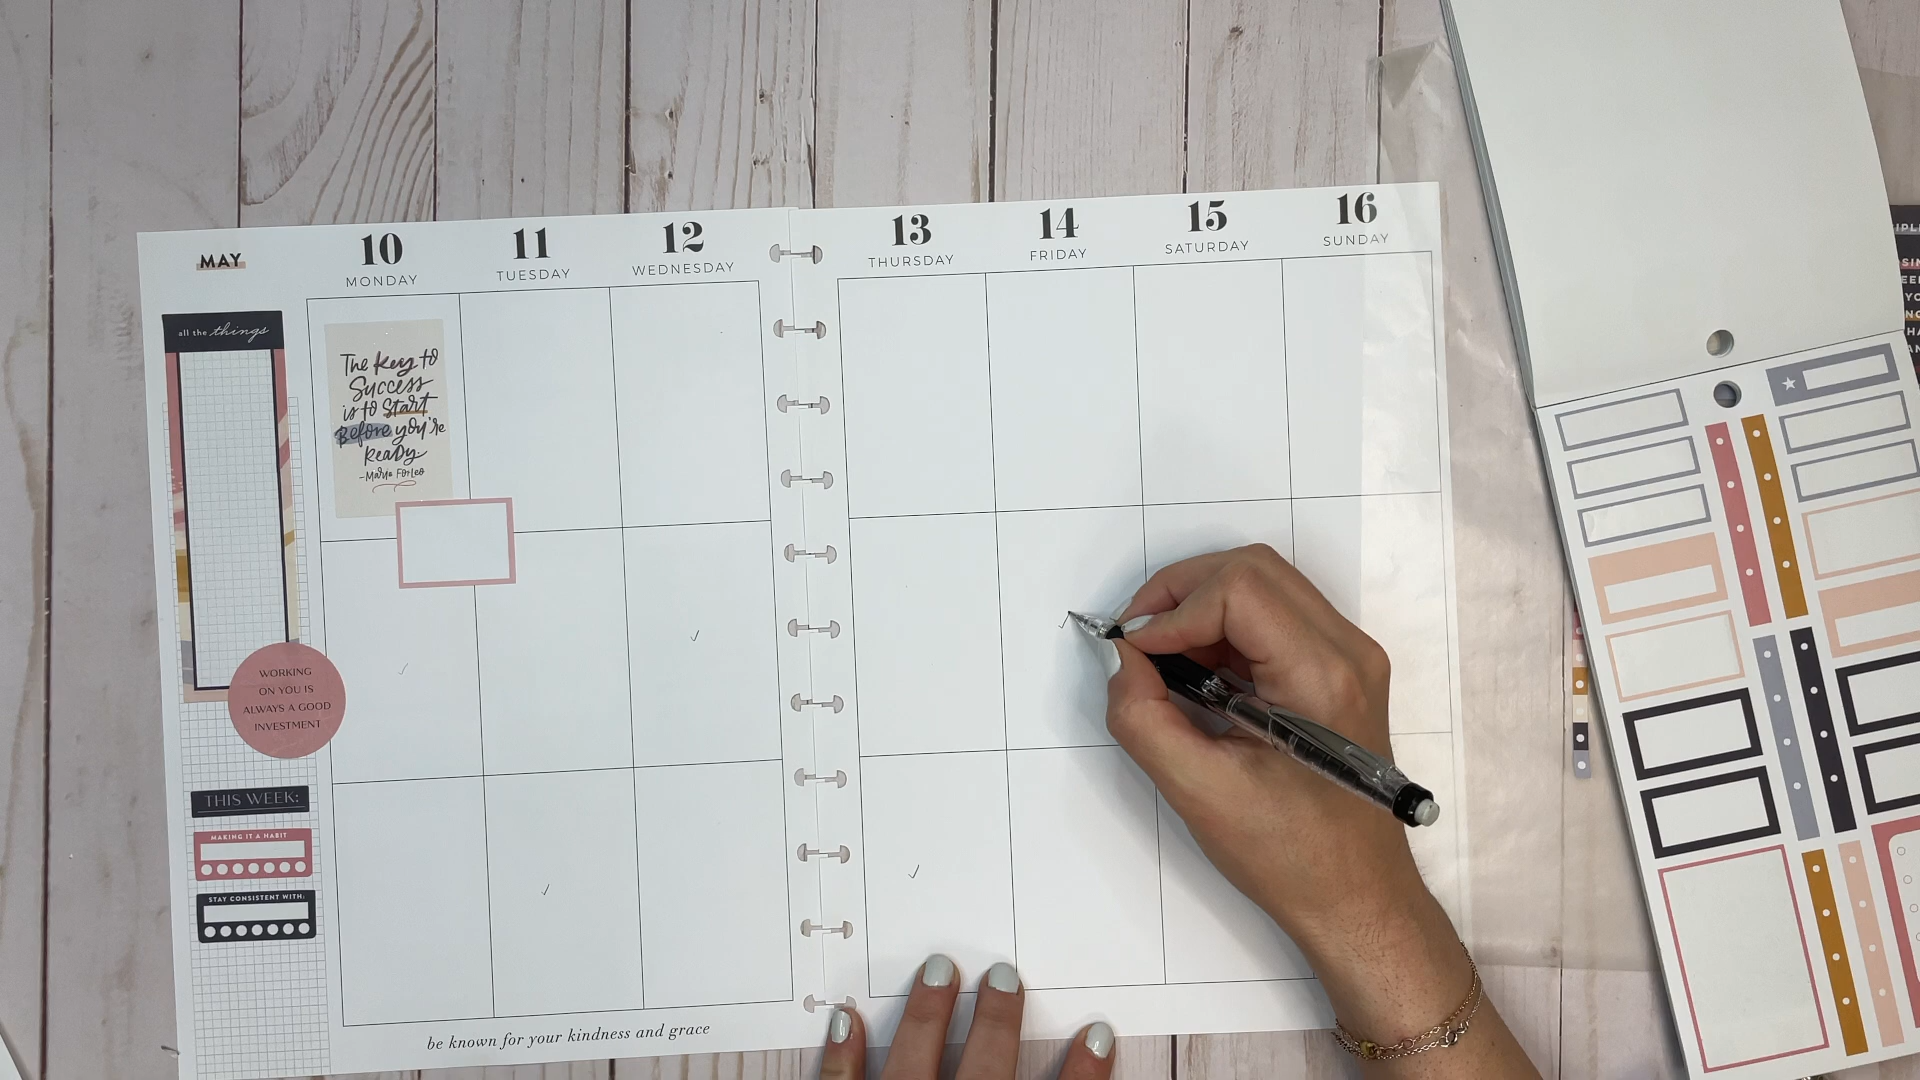 MAY
10
MONDAY
11
TUESDAY
12
WEDNESDAY
13
THURSDAY
14
FRIDAY
15
SATURDAY
16
SUNDAY
all the things
The Key to
Success
is to Start
Before you're
Ready.
-Marie Forleo
WORKING
ON YOU IS
ALWAYS A GOOD
INVESTMENT
THIS WEEK:
MAKING IT A HABIT
STAY CONSISTENT WITH:
be known for your kindness and grace